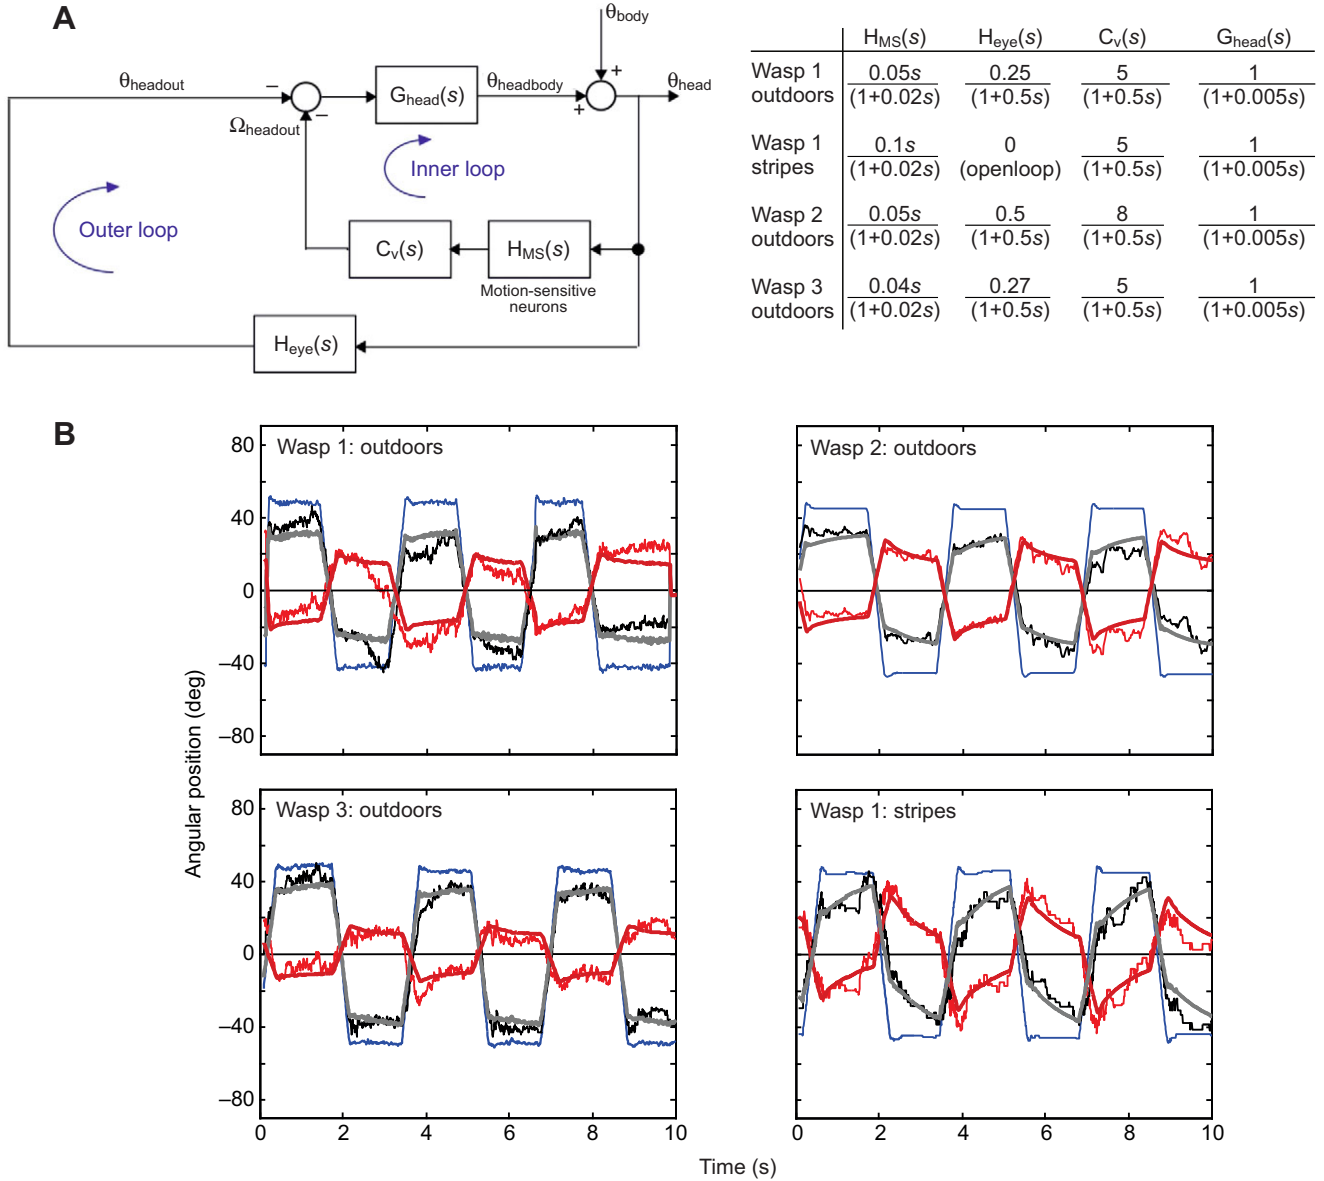 A
θbody
+
+
−
−
θheadout
Ωheadout
Ghead(s)
θheadbody
θhead
Inner loop
Outer loop
Cv(s)
HMS(s)
Motion-sensitive
neurons
Heye(s)
HMS(s) Heye(s) Cv(s) Ghead(s)
Wasp 1 outdoors 0.05s/(1+0.02s) 0.25/(1+0.5s) 5/(1+0.5s) 1/(1+0.005s)
Wasp 1 stripes 0.1s/(1+0.02s) 0 (openloop) 5/(1+0.5s) 1/(1+0.005s)
Wasp 2 outdoors 0.05s/(1+0.02s) 0.5/(1+0.5s) 8/(1+0.5s) 1/(1+0.005s)
Wasp 3 outdoors 0.04s/(1+0.02s) 0.27/(1+0.5s) 5/(1+0.5s) 1/(1+0.005s)
B
Wasp 1: outdoors
80
40
0
−40
−80
Wasp 2: outdoors
Angular position (deg)
Wasp 3: outdoors
80
40
0
−40
−80
0 2 4 6 8 10
Wasp 1: stripes
0 2 4 6 8 10
Time (s)